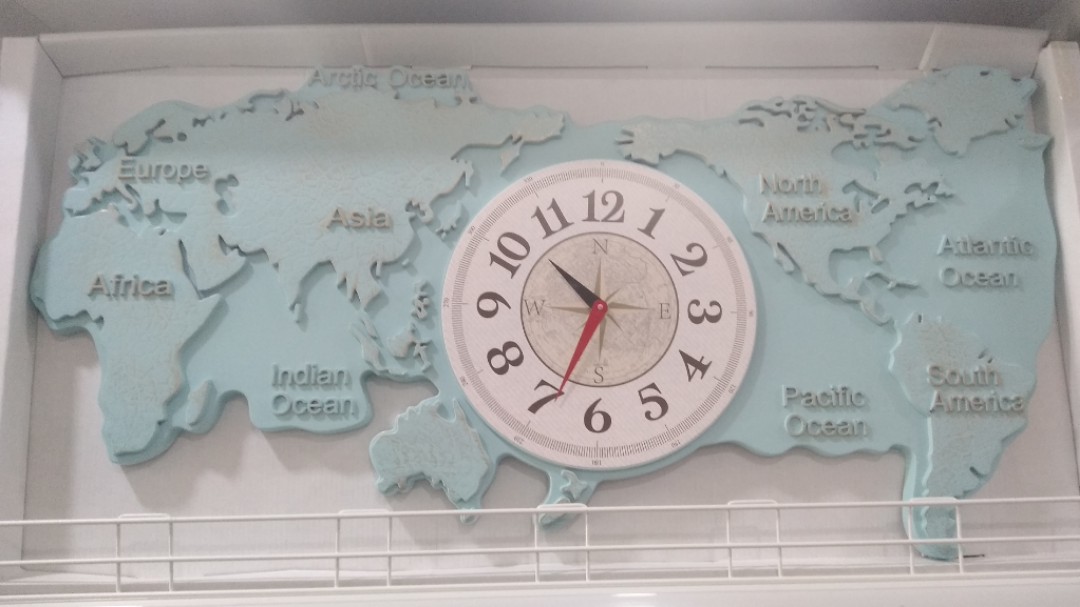 Arctic Ocean
Europe
Asia
Africa
Indian
Ocean
North
America
Atlantic
Ocean
South
America
Pacific
Ocean
12
1
2
3
4
5
6
7
8
9
10
11
N
E
S
W